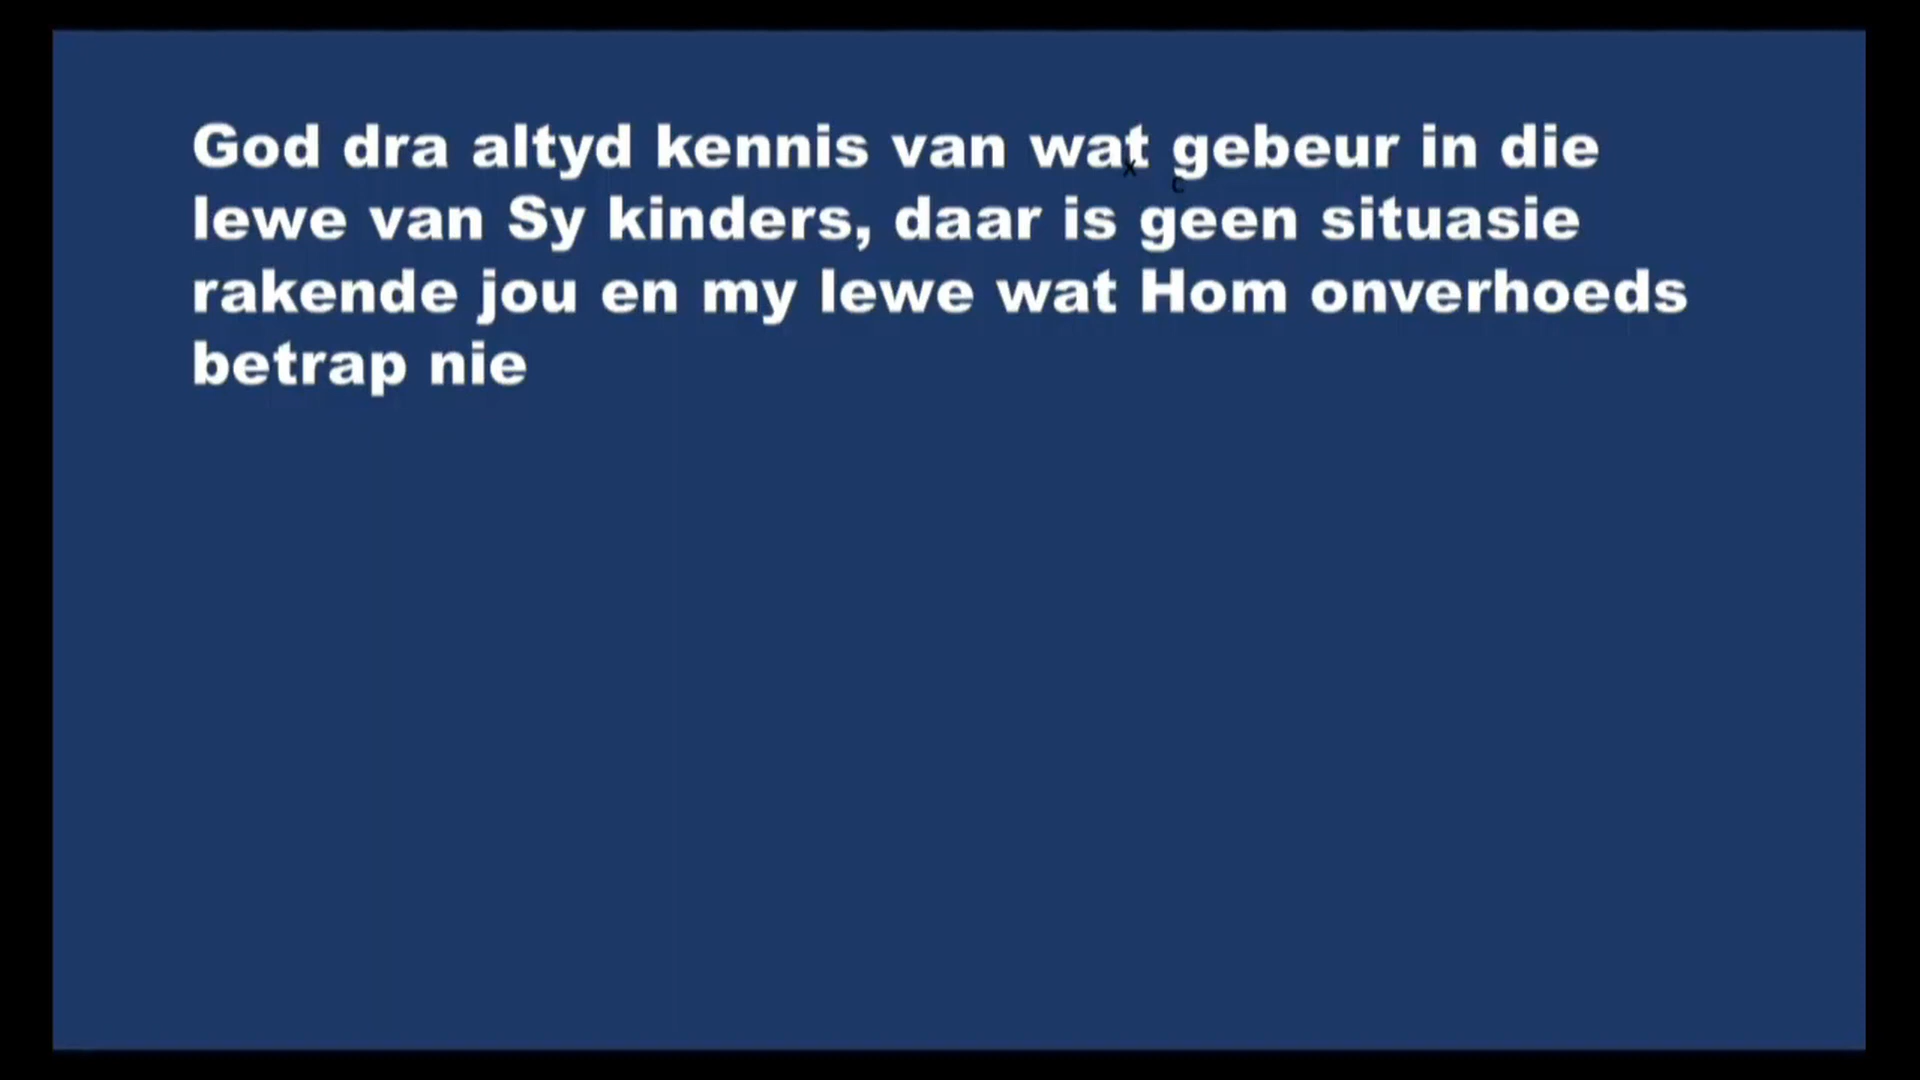 God dra altyd kennis van wat gebeur in die
lewe van Sy kinders, daar is geen situasie
rakende jou en my lewe wat Hom onverhoeds
betrap nie
x
c